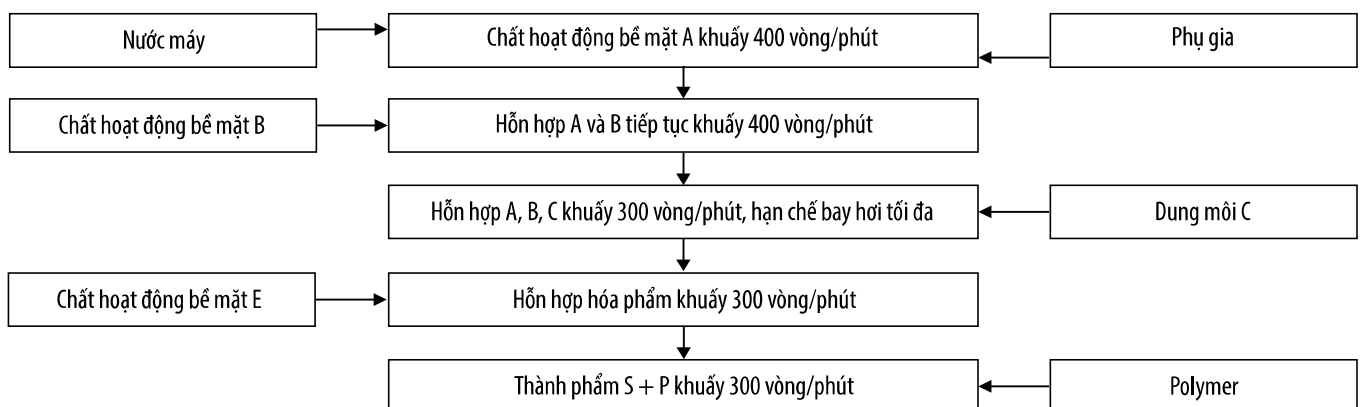 Nước máy
Chất hoạt động bề mặt A khuấy 400 vòng/phút
Phụ gia
Chất hoạt động bề mặt B
Hỗn hợp A và B tiếp tục khuấy 400 vòng/phút
Hỗn hợp A, B, C khuấy 300 vòng/phút, hạn chế bay hơi tối đa
Dung môi C
Chất hoạt động bề mặt E
Hỗn hợp hóa phẩm khuấy 300 vòng/phút
Thành phẩm S + P khuấy 300 vòng/phút
Polymer